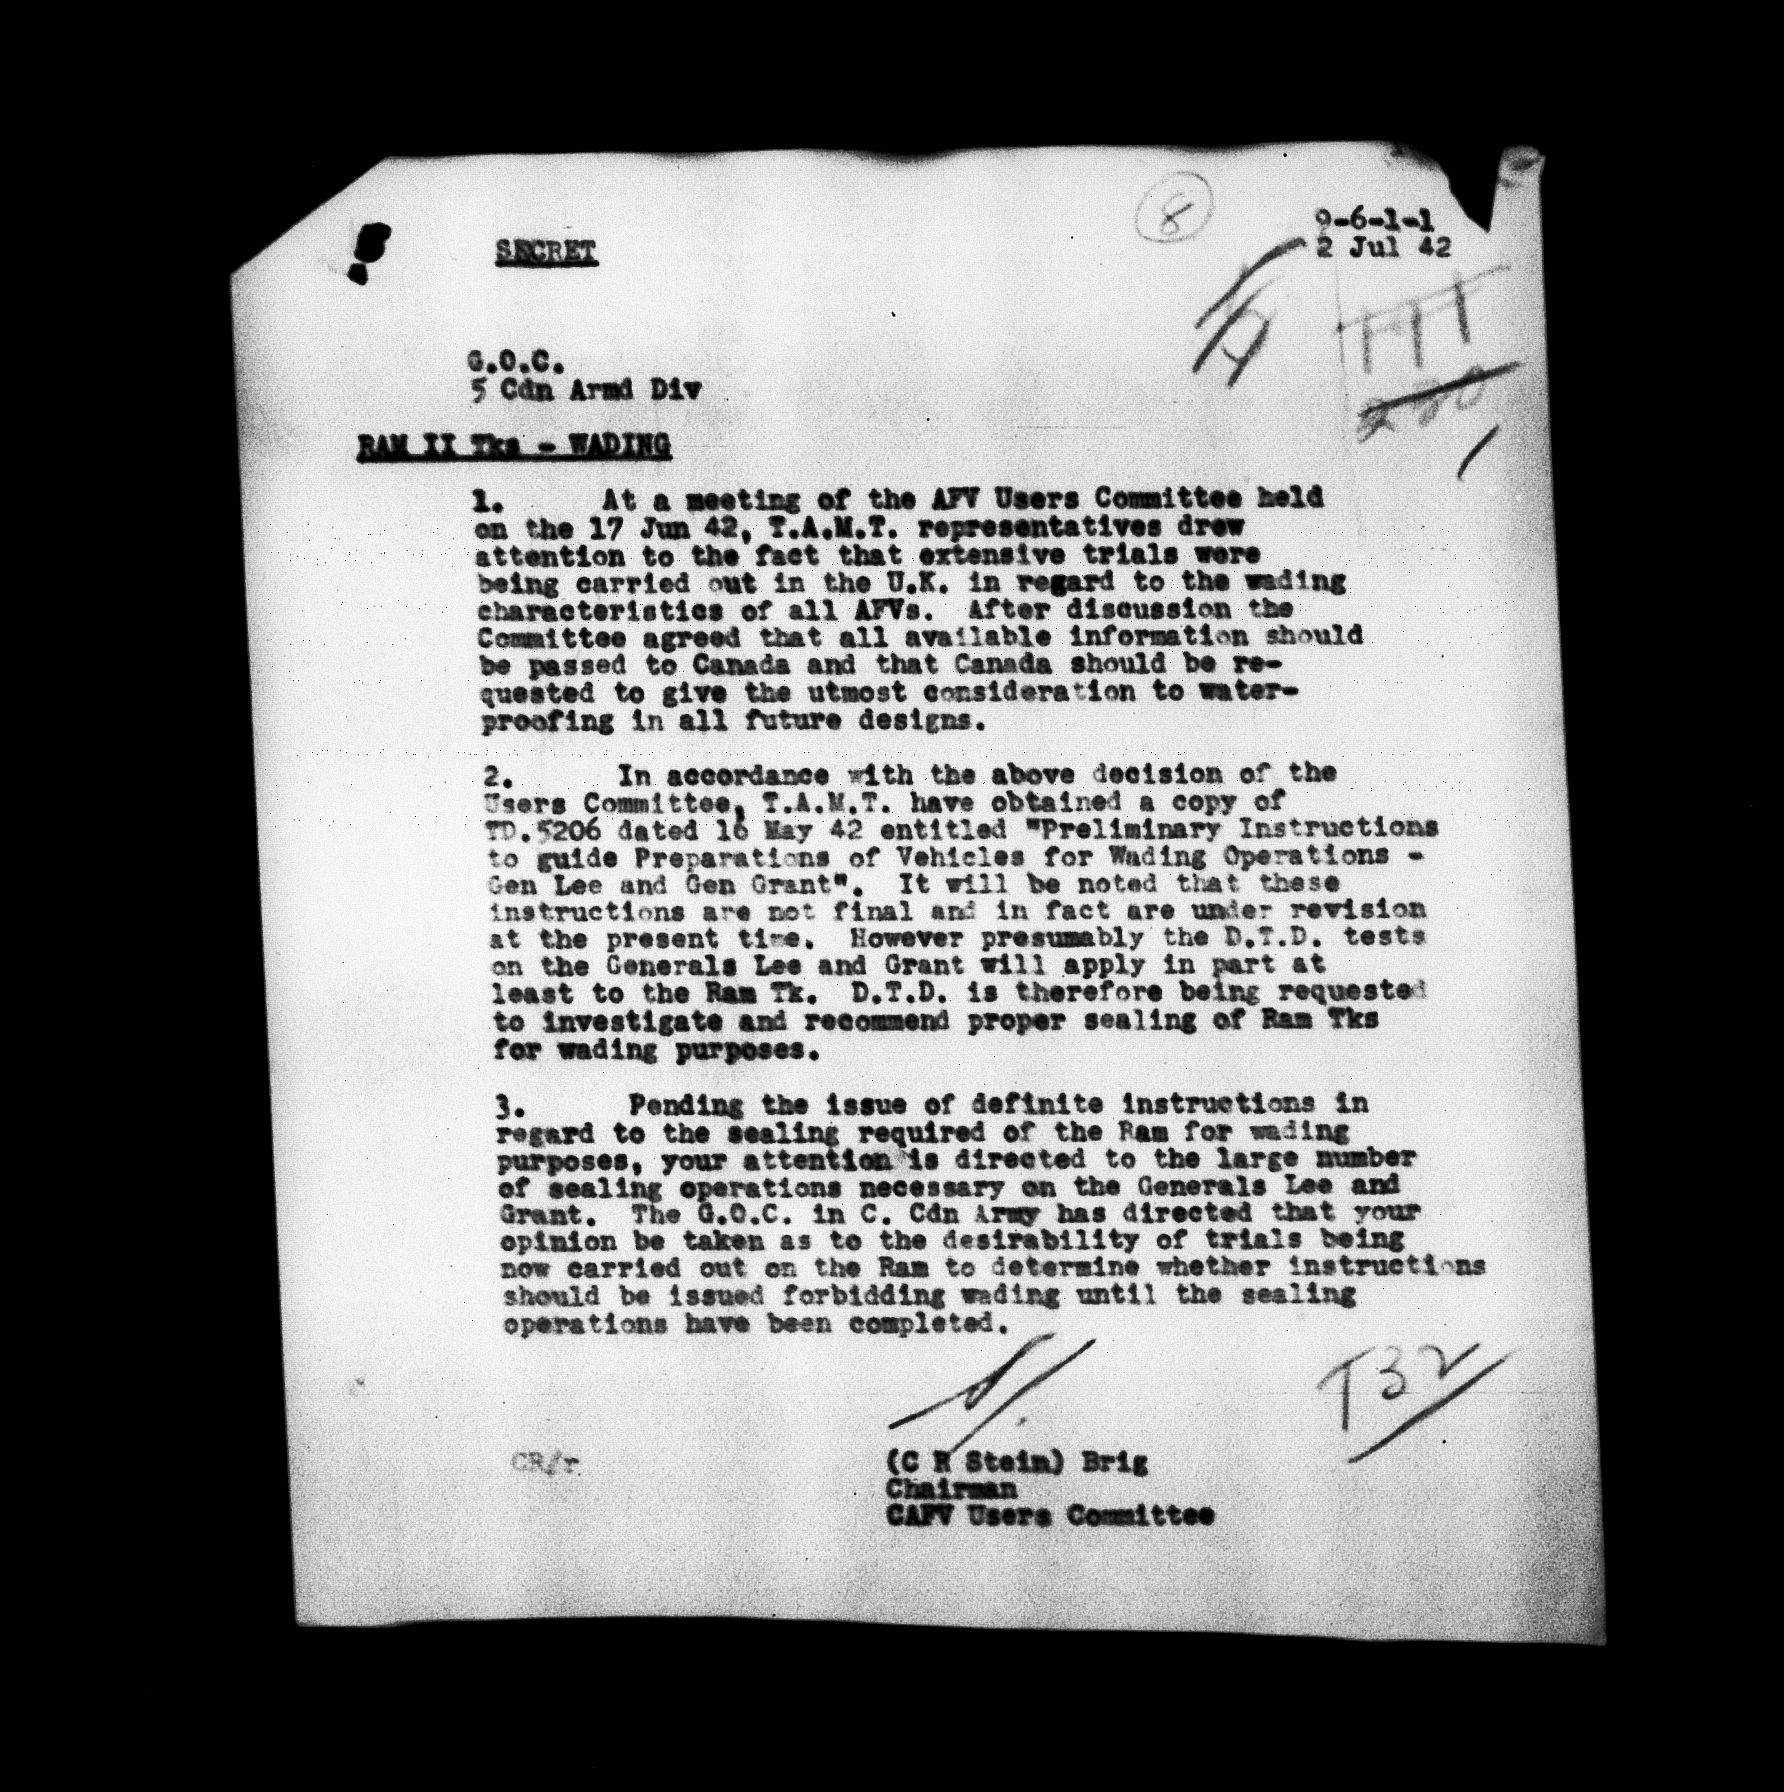 8
9-6-1-1
SECRET
2 Jul 42
G.O.C.
5 Cdn Armd Div
RAM II Tks - WADING
1. At a meeting of the AFV Users Committee held
on the 17 Jun 42, T.A.M.T. representatives drew
attention to the fact that extensive trials were
being carried out in the U.K. in regard to the wading
characteristics of all AFVs. After discussion the
Committee agreed that all available information should
be passed to Canada and that Canada should be re-
quested to give the utmost consideration to water-
proofing in all future designs.
2. In accordance with the above decision of the
Users Committee, T.A.M.T. have obtained a copy of
TD.5206 dated 16 May 42 entitled "Preliminary Instructions
to guide Preparations of Vehicles for Wading Operations -
Gen Lee and Gen Grant". It will be noted that these
instructions are not final and in fact are under revision
at the present time. However presumably the D.T.D. tests
on the Generals Lee and Grant will apply in part at
least to the Ram Tk. D.T.D. is therefore being requested
to investigate and recommend proper sealing of Ram Tks
for wading purposes.
3. Pending the issue of definite instructions in
regard to the sealing required of the Ram for wading
purposes, your attention is directed to the large number
of sealing operations necessary on the Generals Lee and
Grant. The G.O.C. in C. Cdn Army has directed that your
opinion be taken as to the desirability of trials being
now carried out on the Ram to determine whether instructions
should be issued forbidding wading until the sealing
operations have been completed.
T32
(C R Stein) Brig
Chairman
CAFV Users Committee